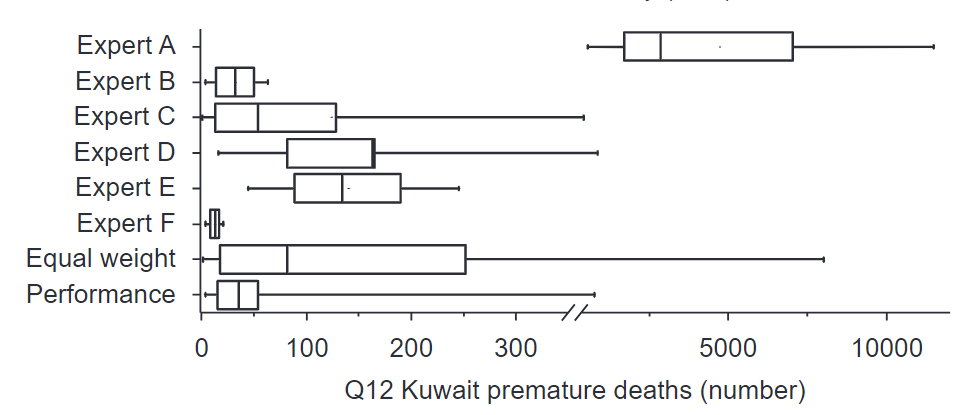 Expert A
Expert B
Expert C
Expert D
Expert E
Expert F
Equal weight
Performance
0 100 200 300 5000 10000
Q12 Kuwait premature deaths (number)